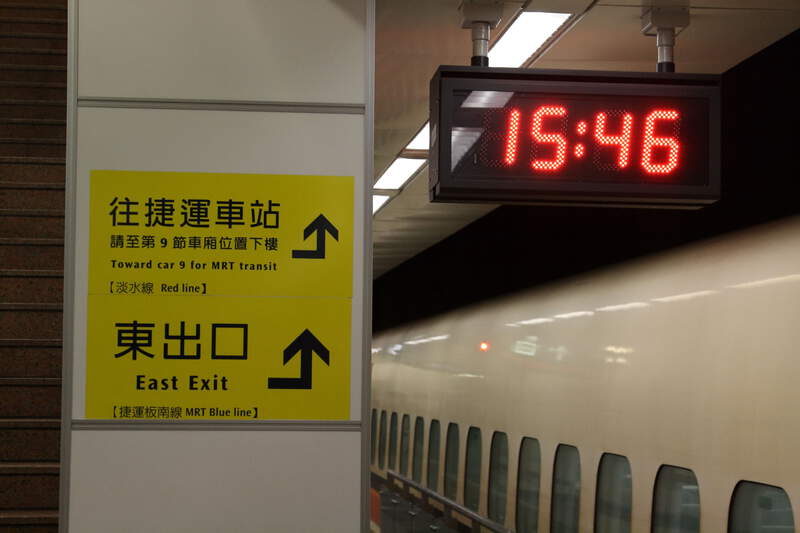 15:46
往捷運車站
請至第 9 節車廂位置下樓
Toward car 9 for MRT transit
【淡水線 Red line】
東出口
East Exit
【捷運板南線 MRT Blue line】